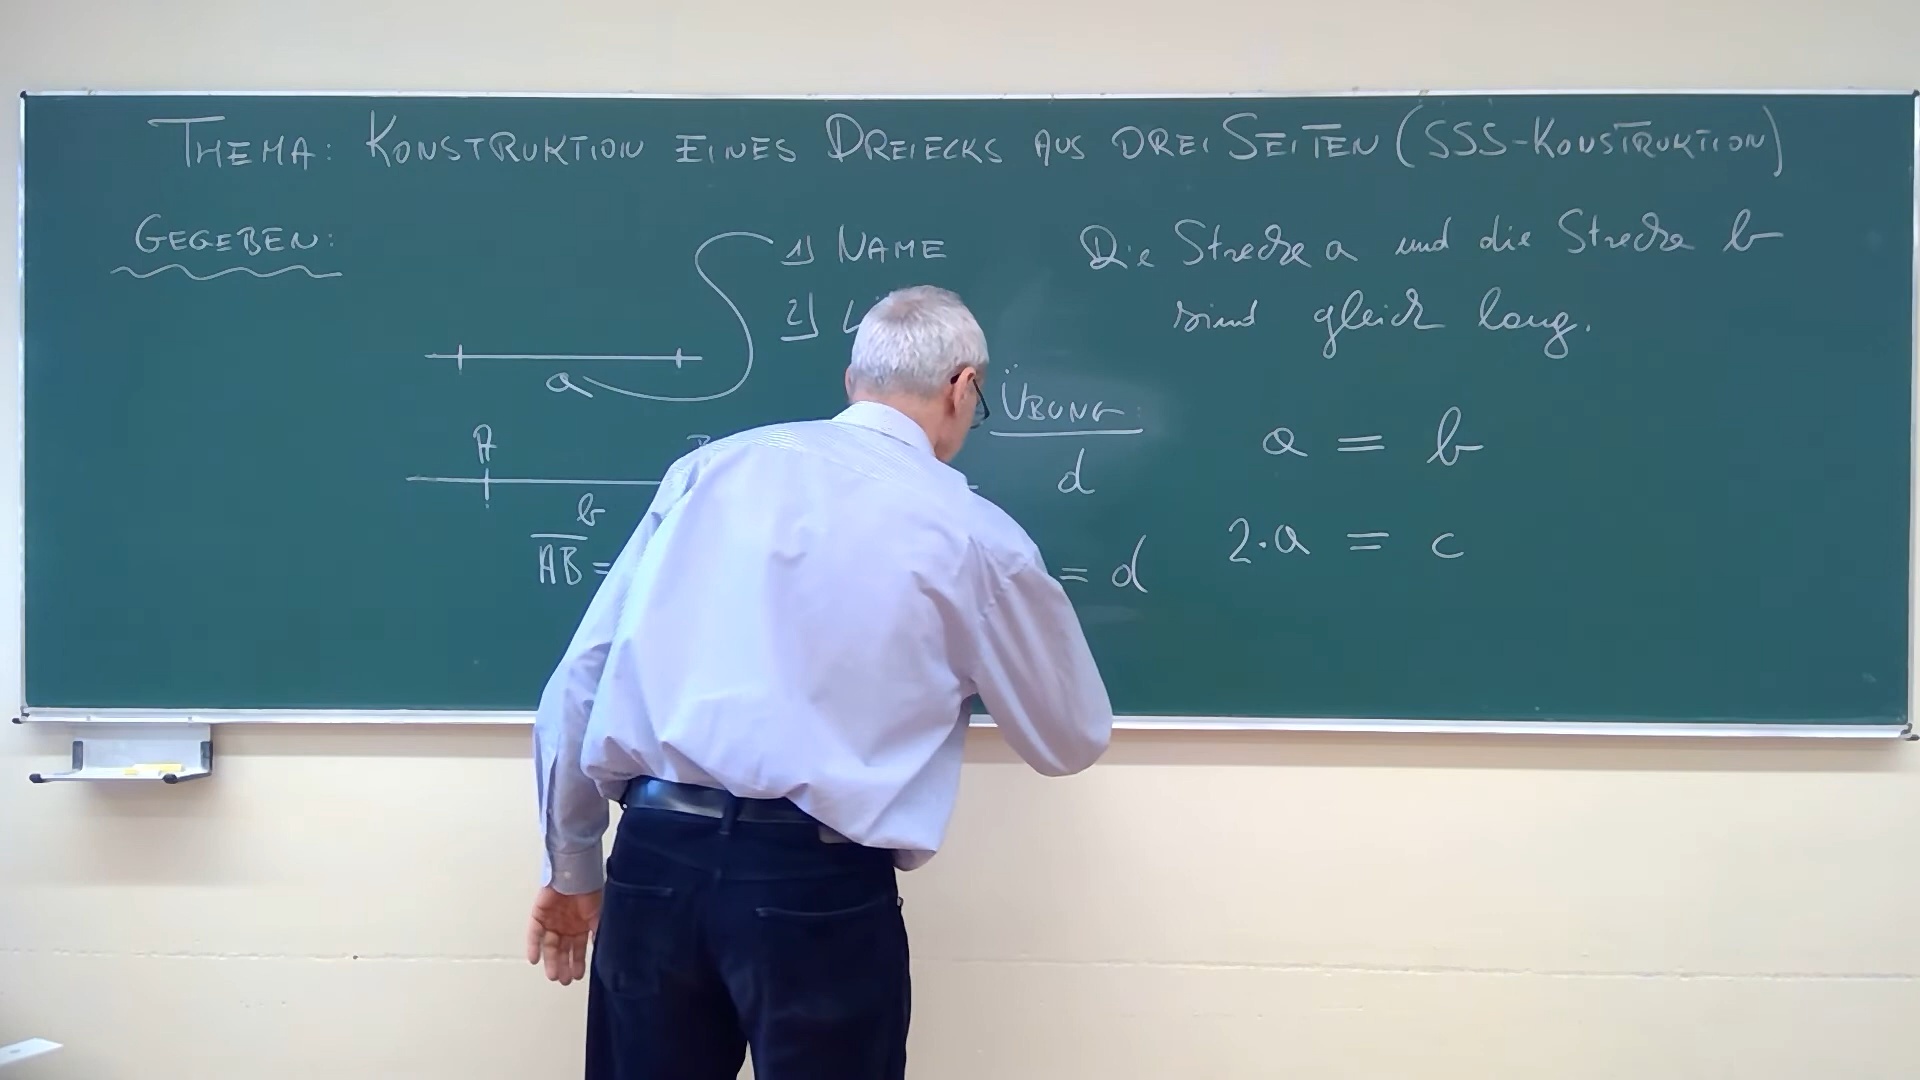 THEMA: KONSTRUKTION EINES DREIECKS AUS DREI SEITEN (SSS-KONSTRUKTION)
GEGEBEN:
1) NAME
2)
a
A
b
AB =
Die Strecke a und die Strecke b
sind gleich lang.
ÜBUNG:
d
= d
a = b
2·a = c